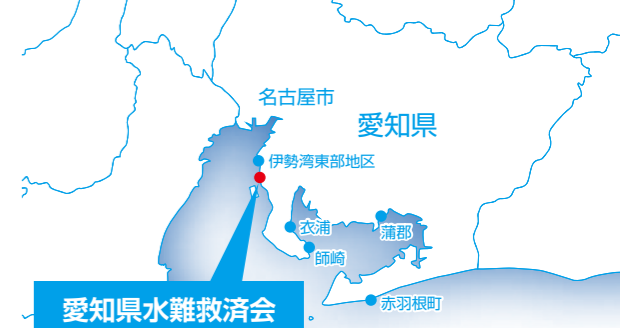 名古屋市
愛知県
伊勢湾東部地区
衣浦
蒲郡
師崎
赤羽根町
愛知県水難救済会